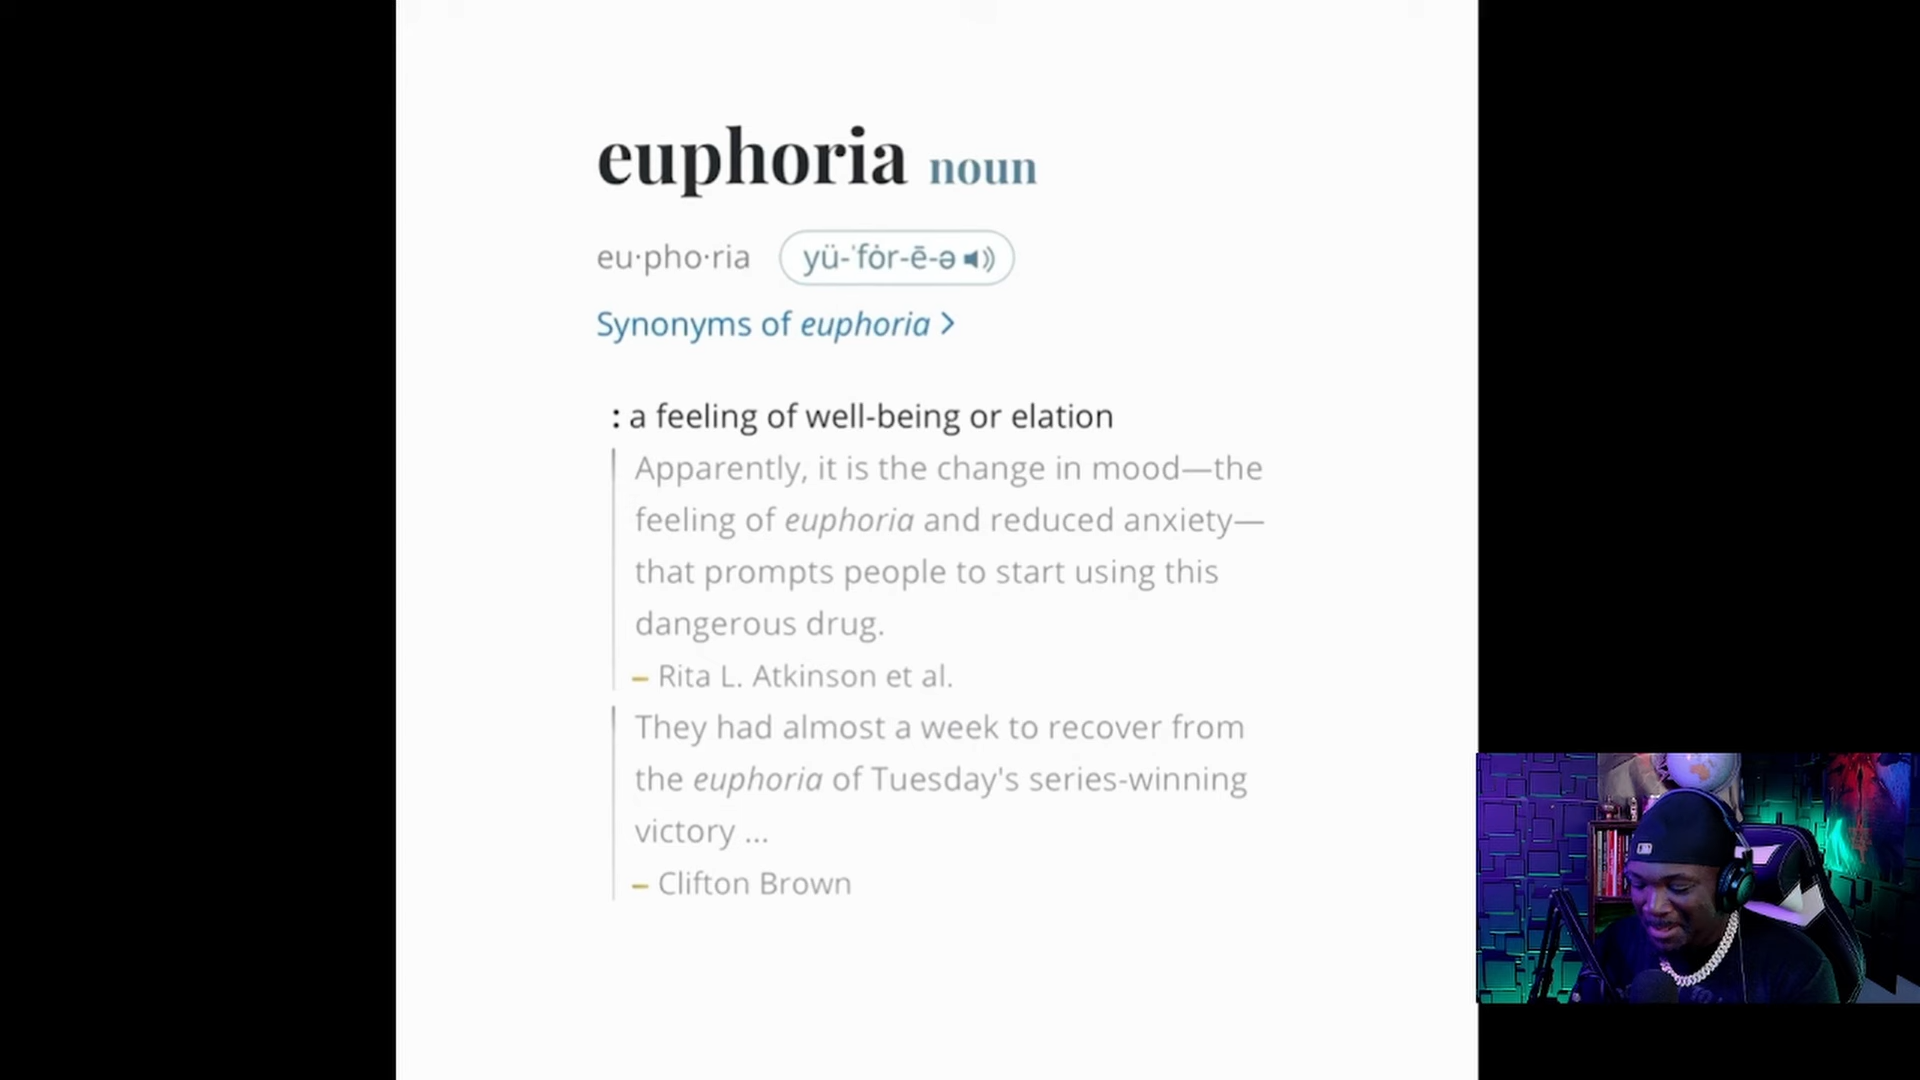 euphoria noun
eu·pho·ria yü-ˈfȯr-ē-ə
Synonyms of euphoria >
: a feeling of well-being or elation
Apparently, it is the change in mood—the
feeling of euphoria and reduced anxiety—
that prompts people to start using this
dangerous drug.
– Rita L. Atkinson et al.
They had almost a week to recover from
the euphoria of Tuesday's series-winning
victory ...
– Clifton Brown